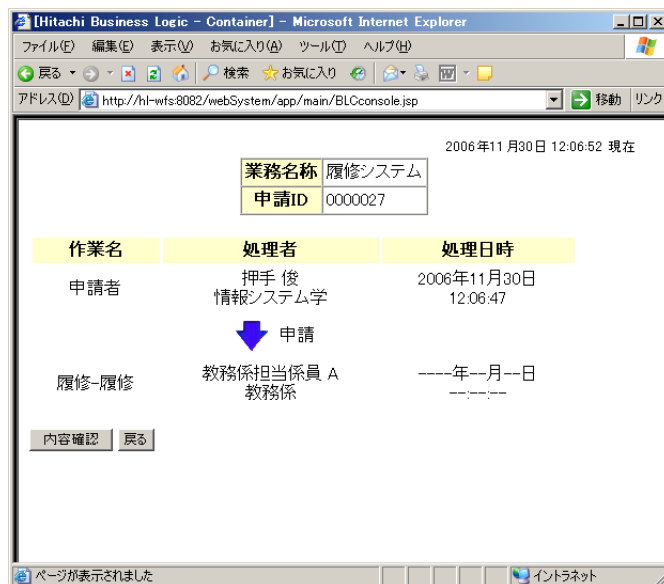 [Hitachi Business Logic - Container] - Microsoft Internet Explorer
ファイル(F) 編集(E) 表示(V) お気に入り(A) ツール(T) ヘルプ(H)
戻る 検索 お気に入り
アドレス(D) http://hl-wfs:8082/webSystem/app/main/BLCconsole.jsp 移動 リンク
2006年11月30日 12:06:52 現在
業務名称 履修システム
申請ID 0000027
作業名 処理者 処理日時
申請者 押手 俊 2006年11月30日
情報システム学 12:06:47
申請
履修-履修 教務係担当係員 A ----年--月--日
教務係 --:--:--
内容確認 戻る
ページが表示されました イントラネット